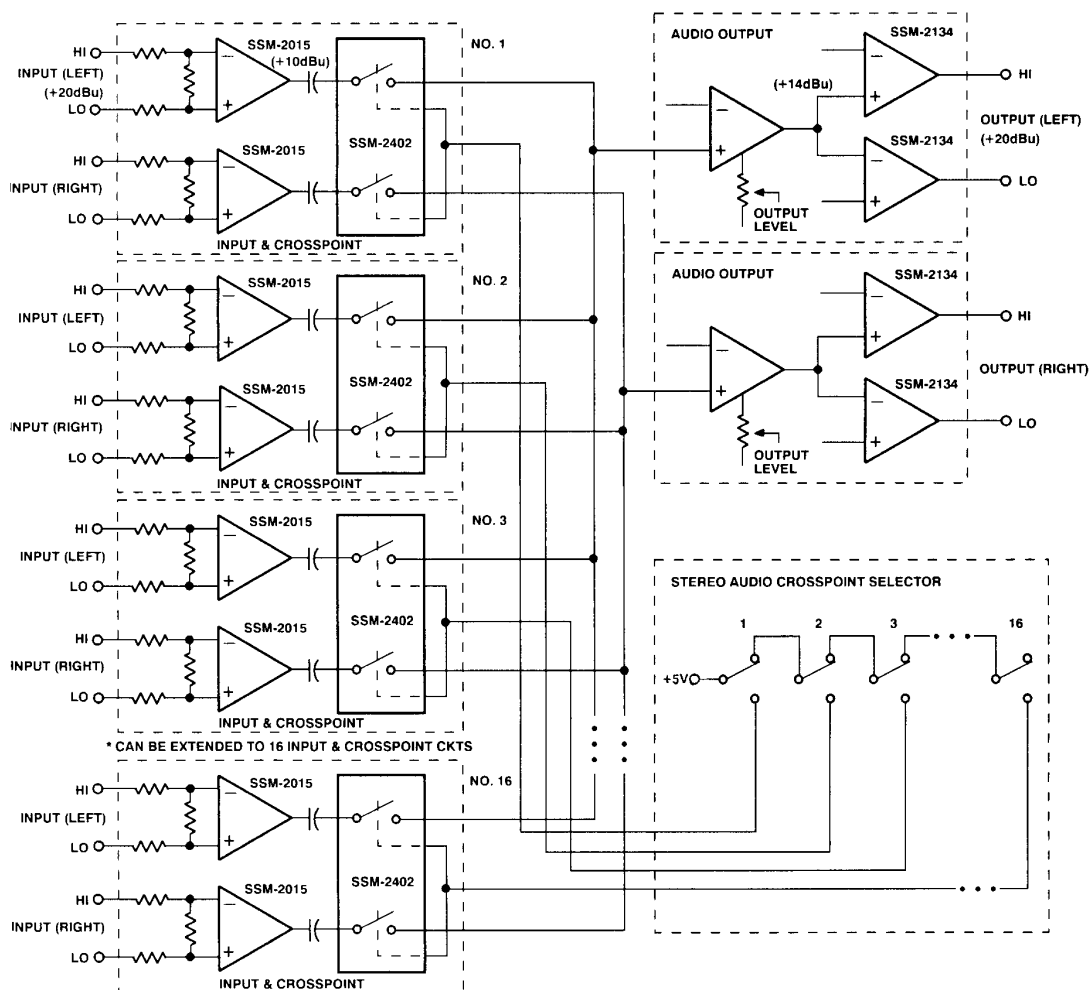 NO. 1
HI
INPUT (LEFT)
(+20dBu)
LO
SSM-2015
(+10dBu)
−
+
SSM-2402
HI
INPUT (RIGHT)
LO
SSM-2015
−
+
INPUT & CROSSPOINT
NO. 2
HI
INPUT (LEFT)
LO
SSM-2015
−
+
SSM-2402
HI
INPUT (RIGHT)
LO
SSM-2015
−
+
INPUT & CROSSPOINT
NO. 3
HI
INPUT (LEFT)
LO
SSM-2015
−
+
SSM-2402
HI
INPUT (RIGHT)
LO
SSM-2015
−
+
INPUT & CROSSPOINT
* CAN BE EXTENDED TO 16 INPUT & CROSSPOINT CKTS
NO. 16
HI
INPUT (LEFT)
LO
SSM-2015
−
+
SSM-2402
HI
INPUT (RIGHT)
LO
SSM-2015
−
+
INPUT & CROSSPOINT
AUDIO OUTPUT
SSM-2134
−
+
(+14dBu)
−
+
OUTPUT
LEVEL
SSM-2134
−
+
HI
OUTPUT (LEFT)
(+20dBu)
LO
AUDIO OUTPUT
SSM-2134
−
+
−
+
OUTPUT
LEVEL
SSM-2134
−
+
HI
OUTPUT (RIGHT)
LO
STEREO AUDIO CROSSPOINT SELECTOR
1 2 3 16
+5V